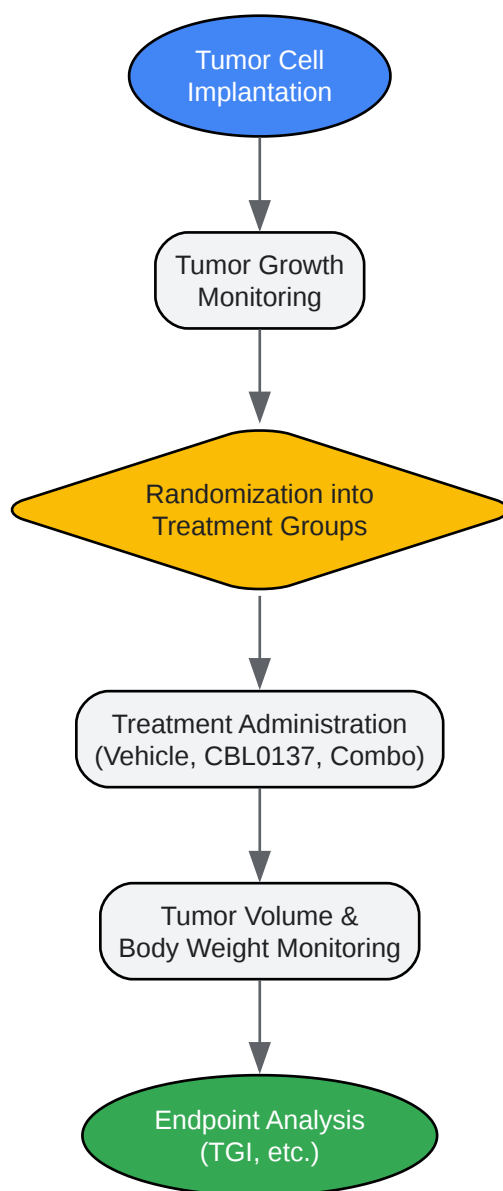 Tumor Cell
Implantation
Tumor Growth
Monitoring
Randomization into
Treatment Groups
Treatment Administration
(Vehicle, CBL0137, Combo)
Tumor Volume &
Body Weight Monitoring
Endpoint Analysis
(TGI, etc.)